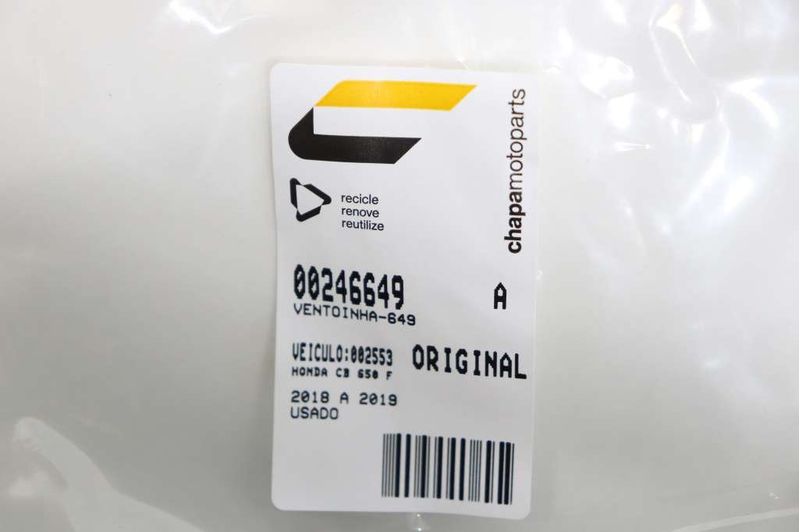 chapamotoparts
recicle
renove
reutilize
00246649 A
VENTOINHA-649
VEICULO:002553 ORIGINAL
HONDA CB 650 F
2018 A 2019
USADO